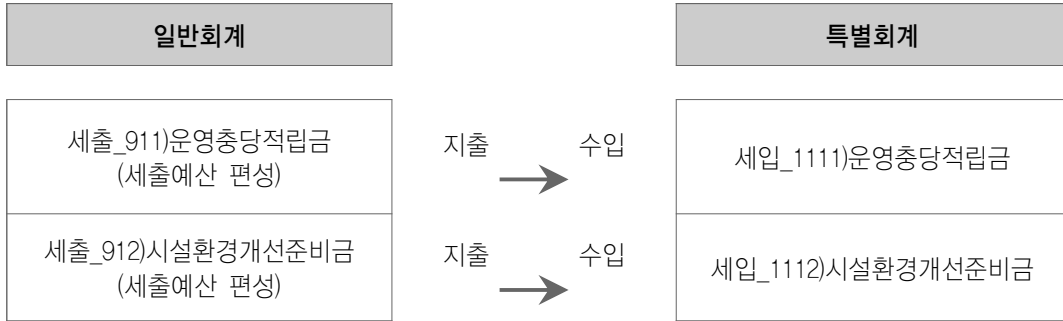 일반회계
특별회계
세출_911)운영충당적립금
(세출예산 편성)
지출
수입
세입_1111)운영충당적립금
세출_912)시설환경개선준비금
(세출예산 편성)
지출
수입
세입_1112)시설환경개선준비금